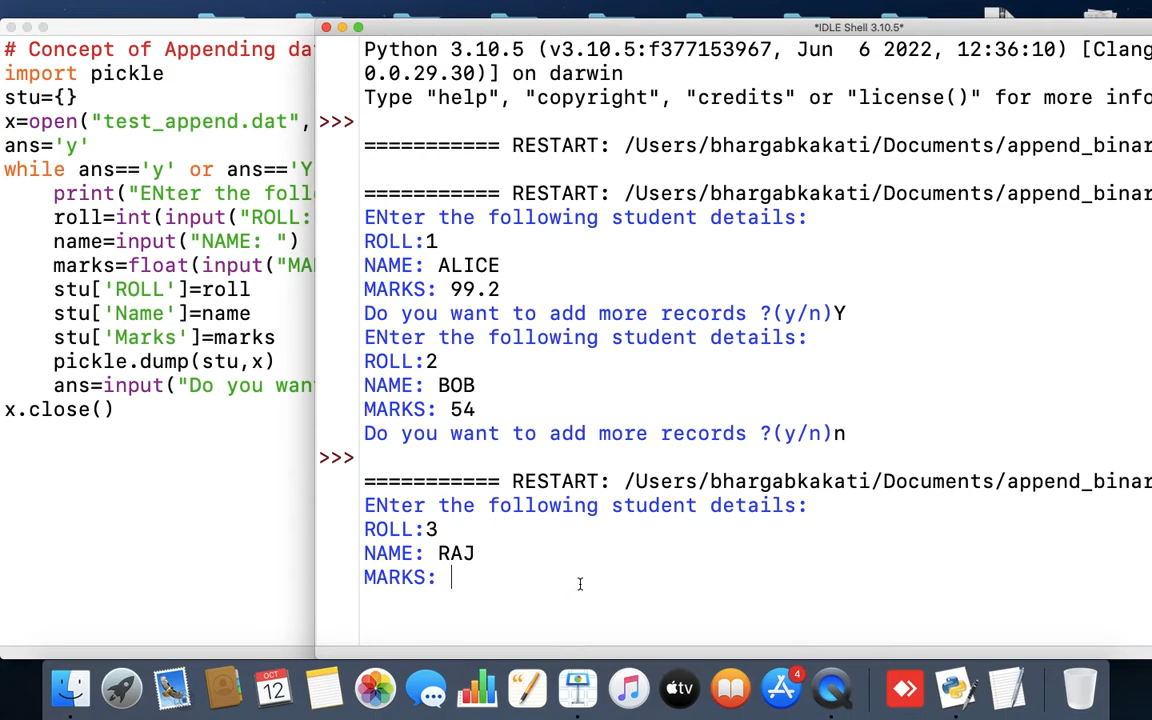 # Concept of Appending da
import pickle
stu={}
x=open("test_append.dat",
ans='y'
while ans=='y' or ans=='Y
print("ENter the foll
roll=int(input("ROLL:
name=input("NAME: ")
marks=float(input("MA
stu['ROLL']=roll
stu['Name']=name
stu['Marks']=marks
pickle.dump(stu,x)
ans=input("Do you wan
x.close()
*IDLE Shell 3.10.5*
Python 3.10.5 (v3.10.5:f377153967, Jun  6 2022, 12:36:10) [Clang
0.0.29.30)] on darwin
Type "help", "copyright", "credits" or "license()" for more info
>>>
=========== RESTART: /Users/bhargabkakati/Documents/append_binar
=========== RESTART: /Users/bhargabkakati/Documents/append_binar
ENter the following student details:
ROLL:1
NAME: ALICE
MARKS: 99.2
Do you want to add more records ?(y/n)Y
ENter the following student details:
ROLL:2
NAME: BOB
MARKS: 54
Do you want to add more records ?(y/n)n
>>>
=========== RESTART: /Users/bhargabkakati/Documents/append_binar
ENter the following student details:
ROLL:3
NAME: RAJ
MARKS:
OCT
12
tv
4